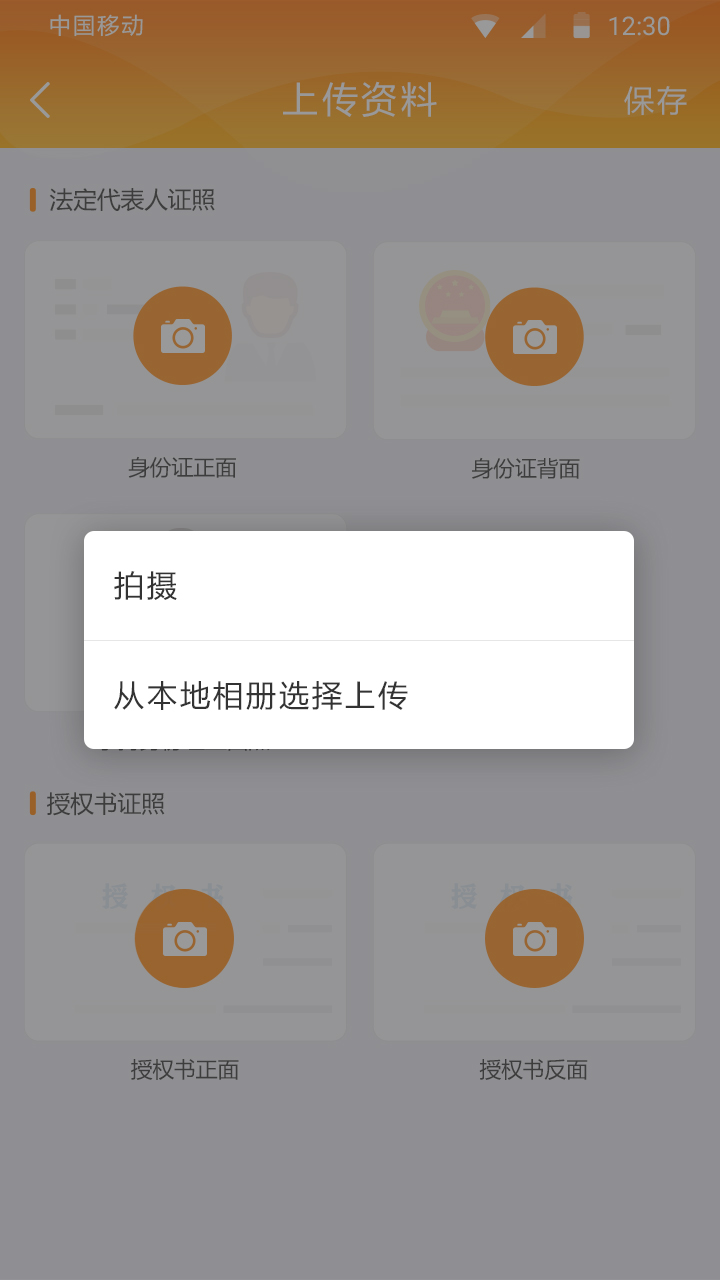 中国移动
12:30
上传资料
保存
法定代表人证照
身份证正面
身份证背面
拍摄
从本地相册选择上传
授权书证照
授权书
授权书
授权书正面
授权书反面